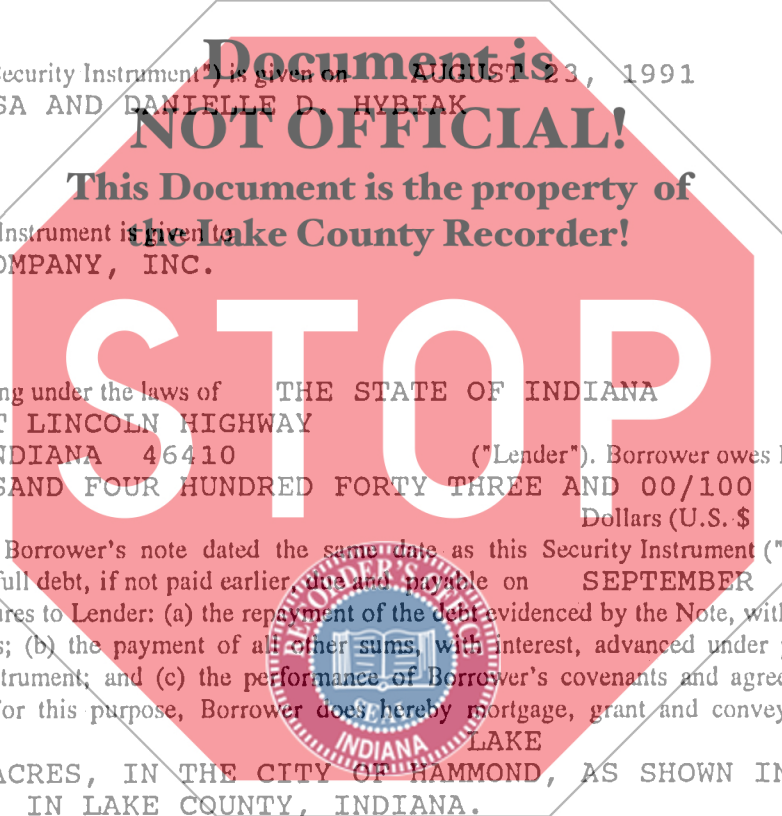 Document is
ecurity Instrument") is given on AUGUST 23, 1991
SA AND DANIELLE D. HYBIAK
NOT OFFICIAL!
This Document is the property of
Instrument is given to
the Lake County Recorder!
OMPANY, INC.
STOP
ng under the laws of THE STATE OF INDIANA
T LINCOLN HIGHWAY
NDIANA 46410 ("Lender"). Borrower owes
SAND FOUR HUNDRED FORTY THREE AND 00/100
Dollars (U.S. $
Borrower's note dated the same date as this Security Instrument ("
full debt, if not paid earlier, due and payable on SEPTEMBER
ures to Lender: (a) the repayment of the debt evidenced by the Note, with
s; (b) the payment of all other sums, with interest, advanced under
trument; and (c) the performance of Borrower's covenants and agree
or this purpose, Borrower does hereby mortgage, grant and convey
RECORDER'S OFFICE
SEAL
INDIANA
LAKE
ACRES, IN THE CITY OF HAMMOND, AS SHOWN IN
IN LAKE COUNTY, INDIANA.